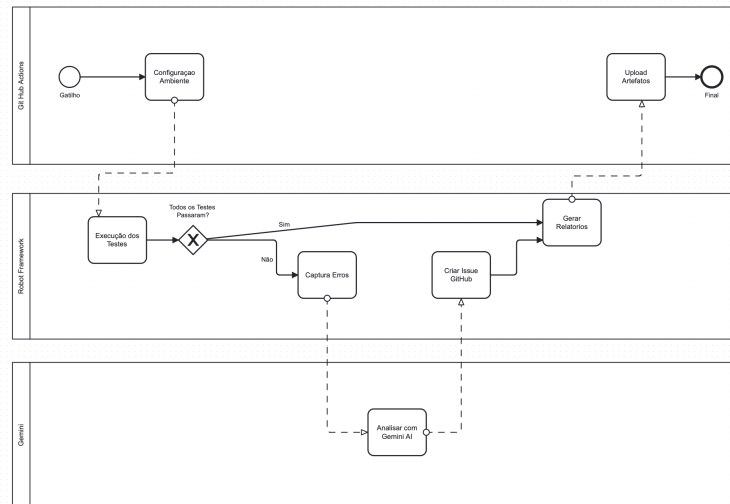 Git Hub Actions
Gatilho
Configuraçao
Ambiente
Upload
Artefatos
Final
Robot Framework
Execução dos
Testes
Todos os Testes
Passaram?
Sim
Não
Captura Erros
Criar Issue
GitHub
Gerar
Relatorios
Gemini
Analisar com
Gemini AI